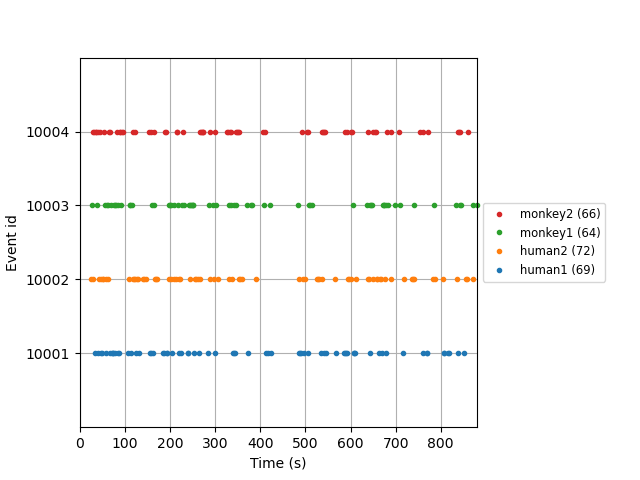 10004
10003
10002
10001
Event id
0 100 200 300 400 500 600 700 800
Time (s)
monkey2 (66)
monkey1 (64)
human2 (72)
human1 (69)